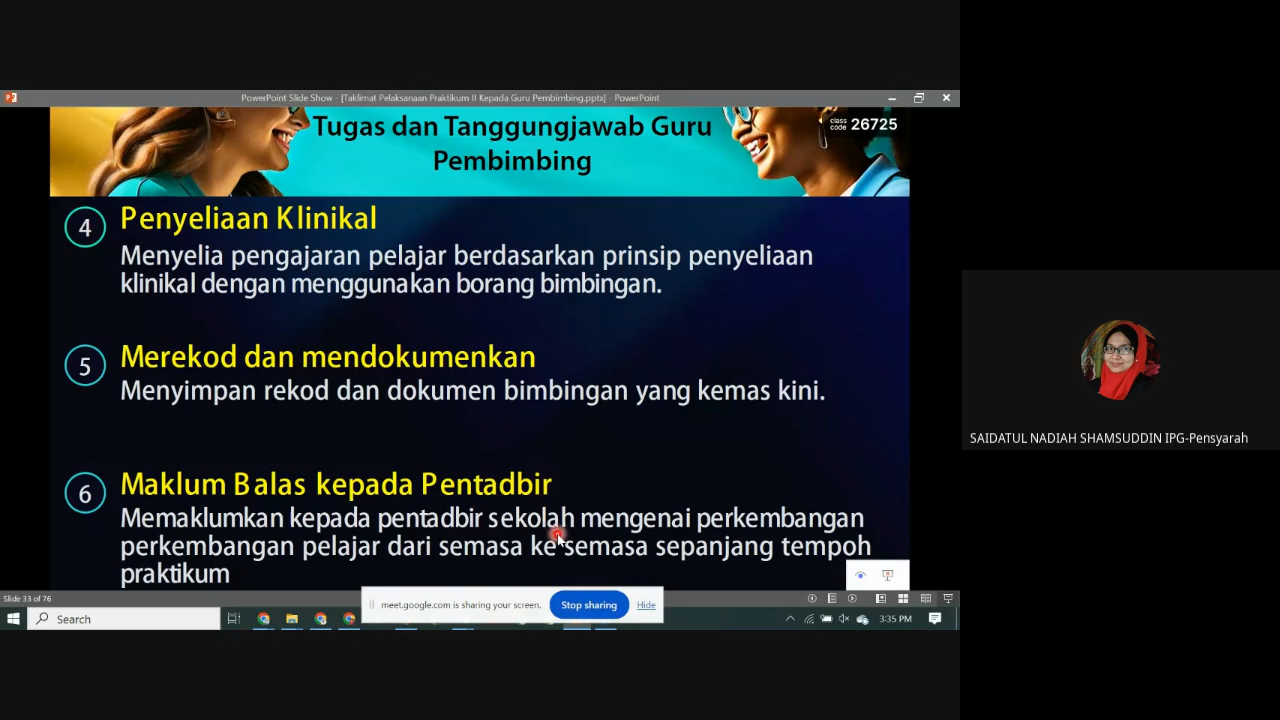 PowerPoint Slide Show - [Taklimat Pelaksanaan Praktikum II Kepada Guru Pembimbing.pptx] - PowerPoint
Tugas dan Tanggungjawab Guru
Pembimbing
class
code 26725
4 Penyeliaan Klinikal
Menyelia pengajaran pelajar berdasarkan prinsip penyeliaan
klinikal dengan menggunakan borang bimbingan.
5 Merekod dan mendokumenkan
Menyimpan rekod dan dokumen bimbingan yang kemas kini.
6 Maklum Balas kepada Pentadbir
Memaklumkan kepada pentadbir sekolah mengenai perkembangan
perkembangan pelajar dari semasa ke semasa sepanjang tempoh
praktikum
SAIDATUL NADIAH SHAMSUDDIN IPG-Pensyarah
Slide 33 of 76
meet.google.com is sharing your screen. Stop sharing Hide
Search
3:35 PM